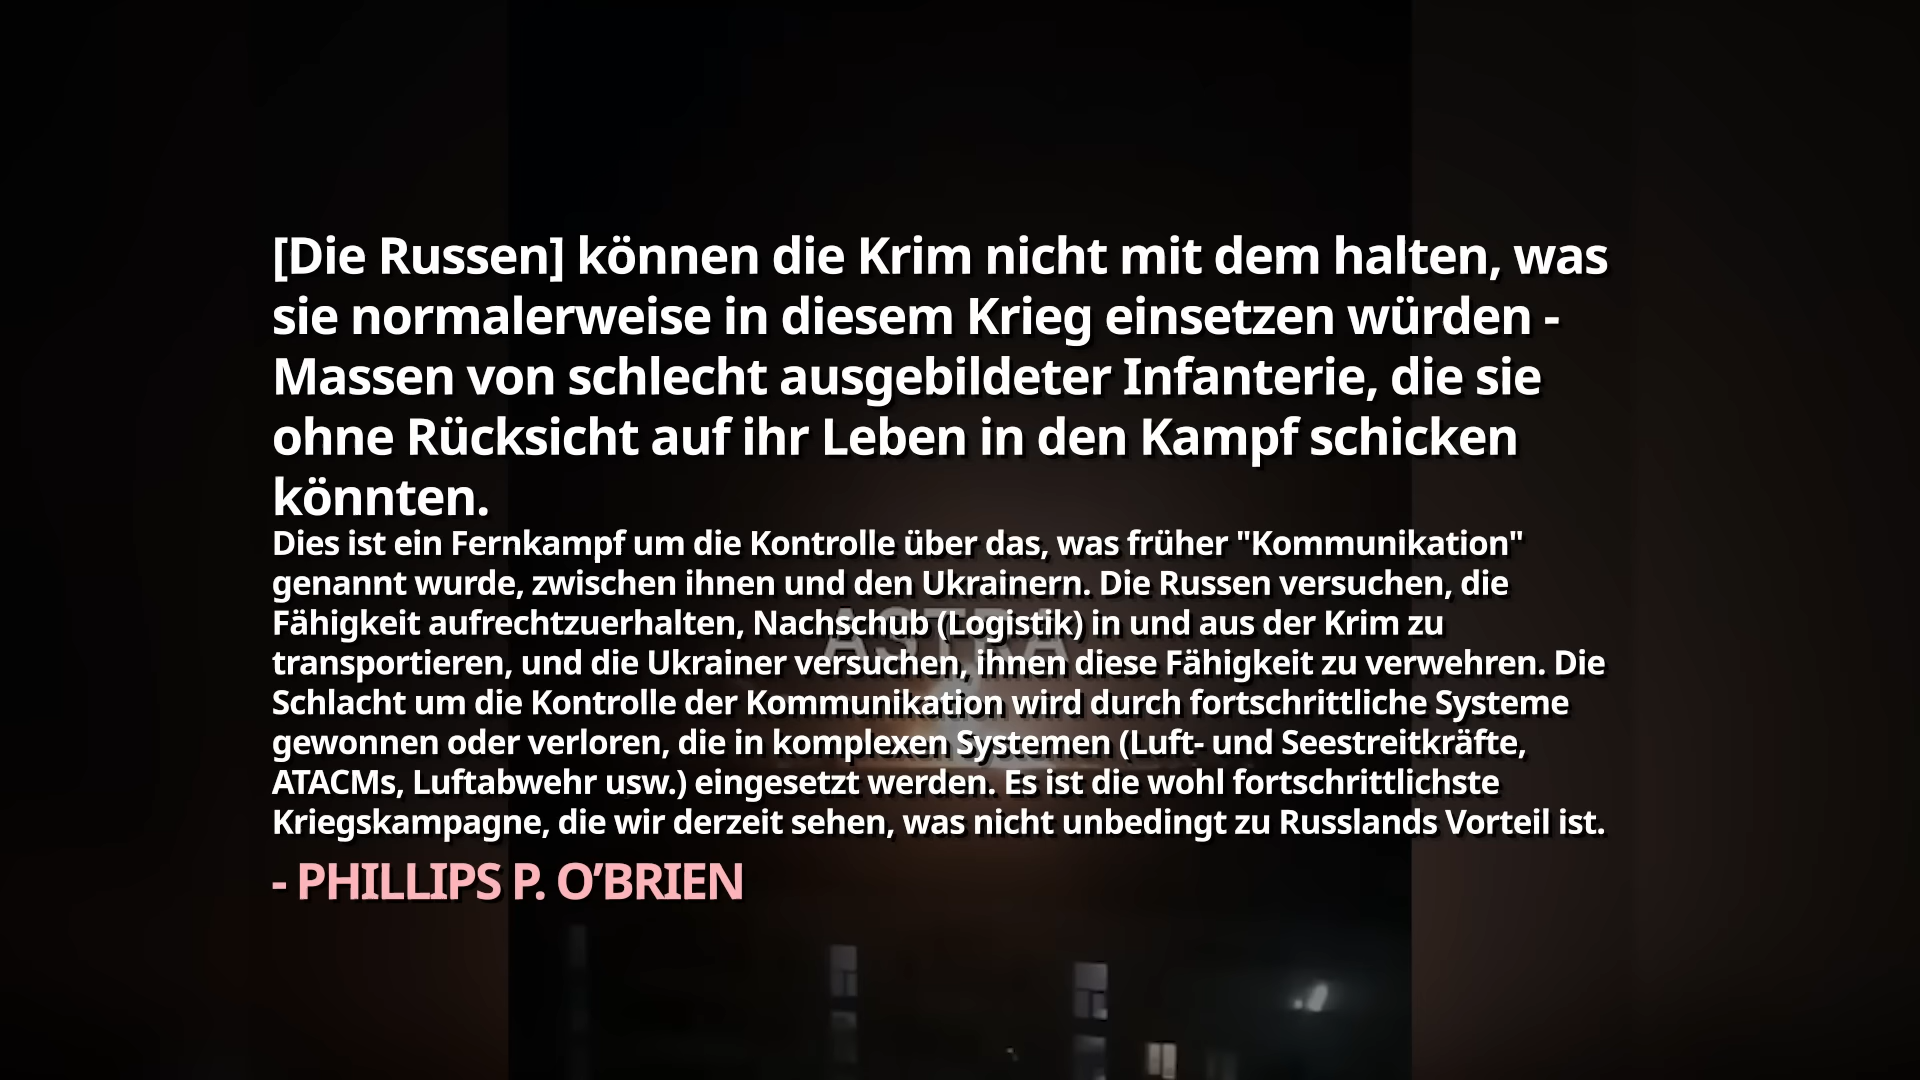 [Die Russen] können die Krim nicht mit dem halten, was
sie normalerweise in diesem Krieg einsetzen würden -
Massen von schlecht ausgebildeter Infanterie, die sie
ohne Rücksicht auf ihr Leben in den Kampf schicken
könnten.
Dies ist ein Fernkampf um die Kontrolle über das, was früher "Kommunikation"
genannt wurde, zwischen ihnen und den Ukrainern. Die Russen versuchen, die
Fähigkeit aufrechtzuerhalten, Nachschub (Logistik) in und aus der Krim zu
ASTRA
transportieren, und die Ukrainer versuchen, ihnen diese Fähigkeit zu verwehren. Die
Schlacht um die Kontrolle der Kommunikation wird durch fortschrittliche Systeme
gewonnen oder verloren, die in komplexen Systemen (Luft- und Seestreitkräfte,
ATACMs, Luftabwehr usw.) eingesetzt werden. Es ist die wohl fortschrittlichste
Kriegskampagne, die wir derzeit sehen, was nicht unbedingt zu Russlands Vorteil ist.
- PHILLIPS P. O’BRIEN